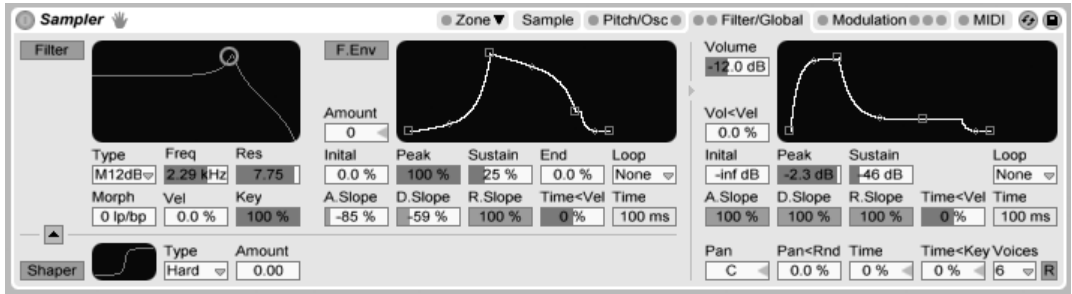 Sampler Zone Sample Pitch/Osc Filter/Global Modulation MIDI
Filter F.Env Volume
-12.0 dB
Amount Vol<Vel
0 0.0 %
Type Freq Res Inital Peak Sustain End Loop Inital Peak Sustain Loop
M12dB 2.29 kHz 7.75 0.0 % 100 % 25 % 0.0 % None -inf dB -2.3 dB -46 dB None
Morph Vel Key A.Slope D.Slope R.Slope Time<Vel Time A.Slope D.Slope R.Slope Time<Vel Time
0 lp/bp 0.0 % 100 % -85 % -59 % 100 % 0 % 100 ms 100 % 100 % 100 % 0 % 100 ms
Type Amount Pan Pan<Rnd Time Time<Key Voices
Shaper Hard 0.00 C 0.0 % 0 % 0 % 6 R